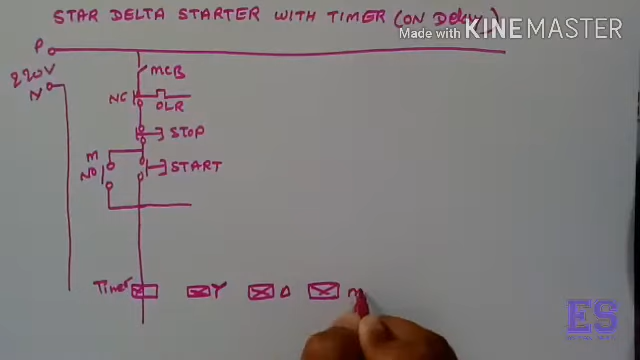 STAR DELTA STARTER WITH TIMER (ON Delay)
Made with KINEMASTER
P
220V
N
MCB
NC
OLR
STOP
M
NO
START
Timer
Y
Δ
M
ES